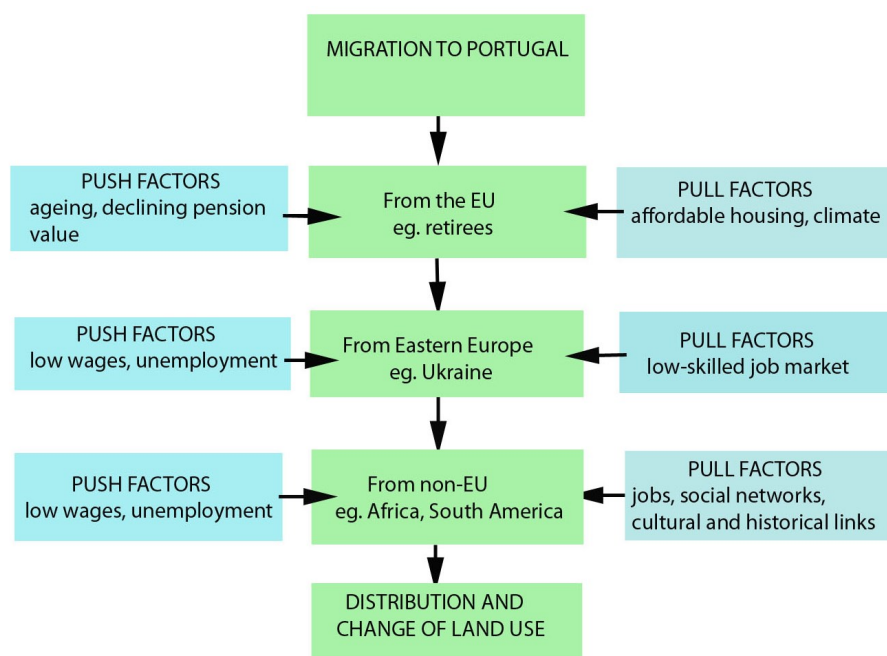 MIGRATION TO PORTUGAL
PUSH FACTORS
ageing, declining pension
value
From the EU
eg. retirees
PULL FACTORS
affordable housing, climate
PUSH FACTORS
low wages, unemployment
From Eastern Europe
eg. Ukraine
PULL FACTORS
low-skilled job market
PUSH FACTORS
low wages, unemployment
From non-EU
eg. Africa, South America
PULL FACTORS
jobs, social networks,
cultural and historical links
DISTRIBUTION AND
CHANGE OF LAND USE